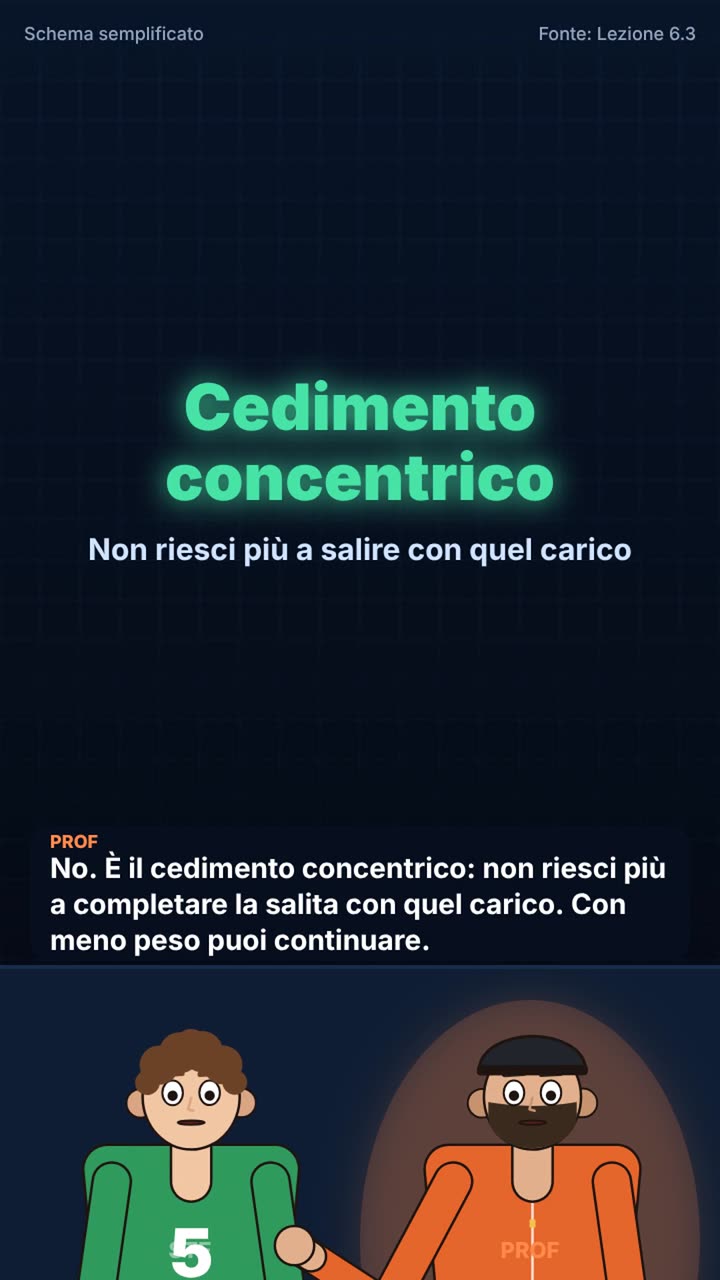 Schema semplificato
Fonte: Lezione 6.3
Cedimento
concentrico
Non riesci più a salire con quel carico
PROF
No. È il cedimento concentrico: non riesci più
a completare la salita con quel carico. Con
meno peso puoi continuare.
5
PROF